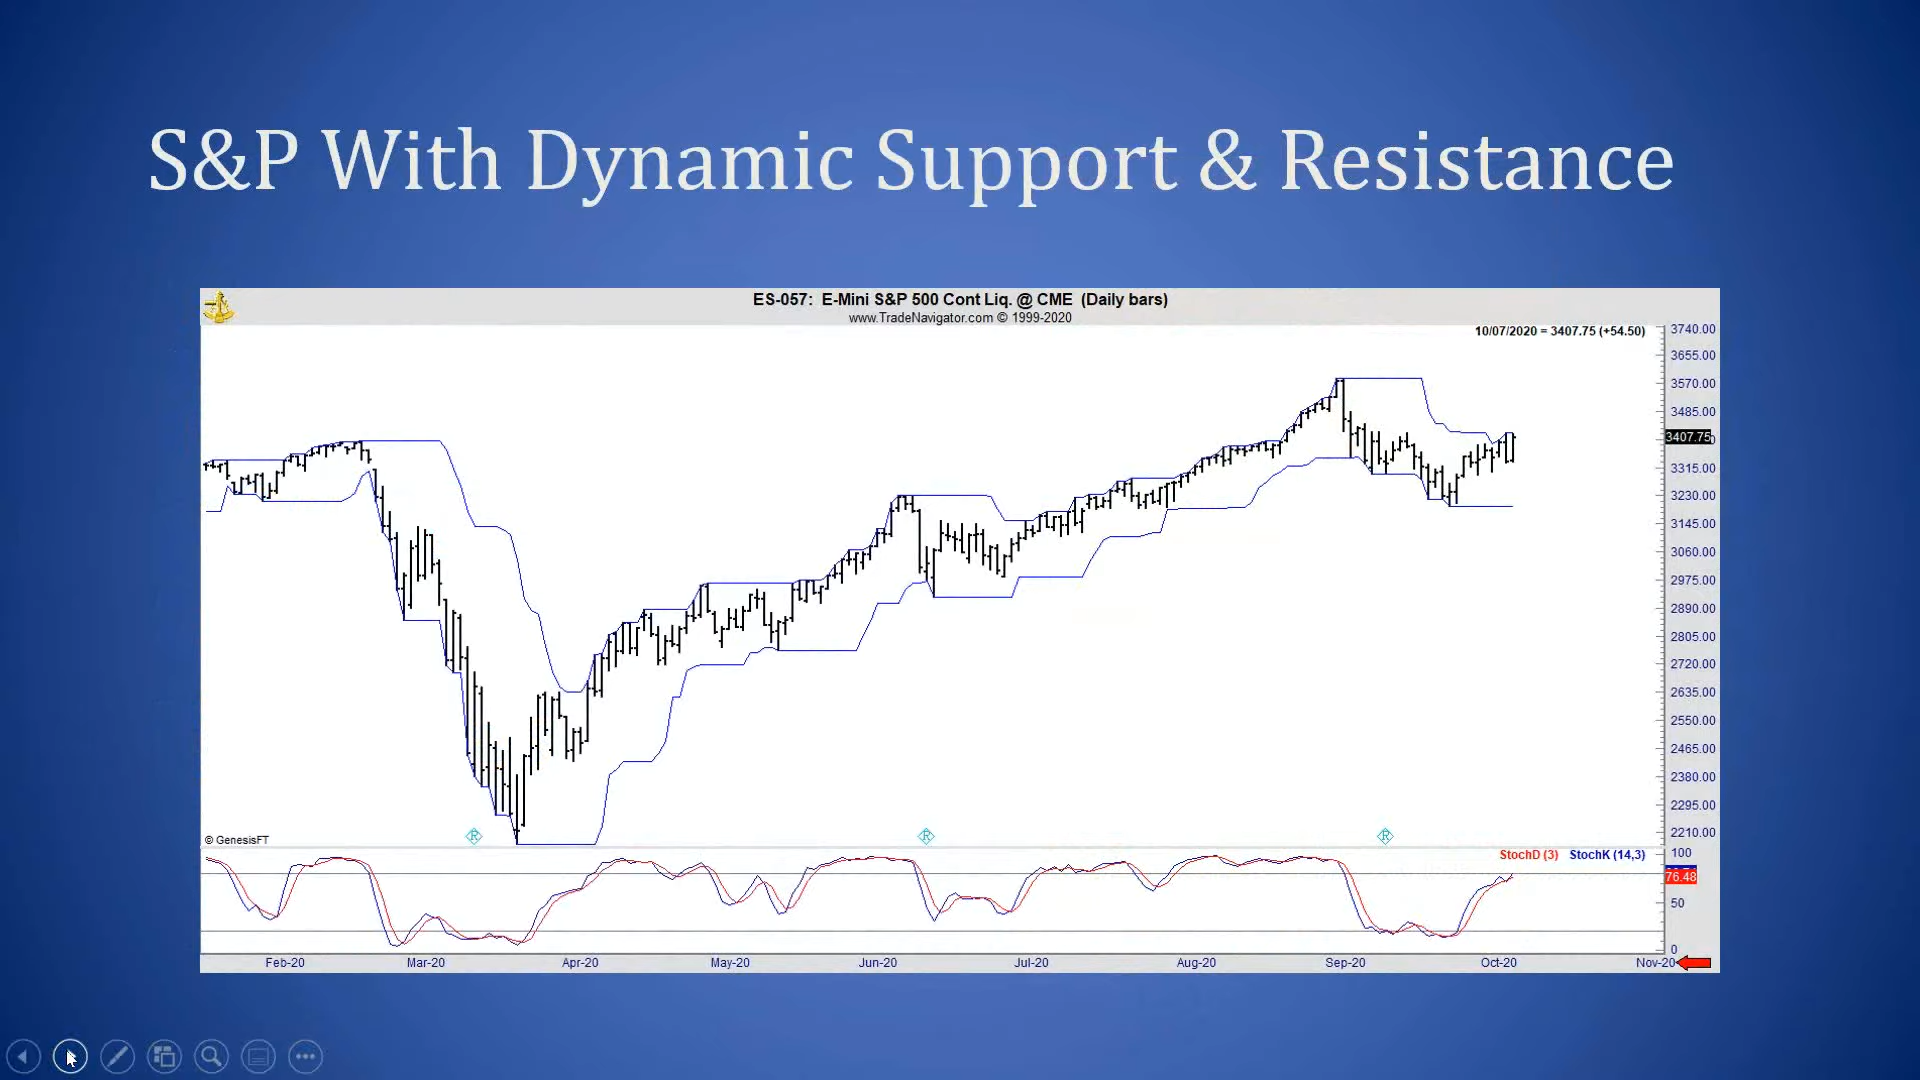 S&P With Dynamic Support & Resistance
ES-057: E-Mini S&P 500 Cont Liq. @ CME (Daily bars)
www.TradeNavigator.com © 1999-2020
10/07/2020 = 3407.75 (+54.50)
3740.00
3655.00
3570.00
3485.00
3407.75
3315.00
3230.00
3145.00
3060.00
2975.00
2890.00
2805.00
2720.00
2635.00
2550.00
2465.00
2380.00
2295.00
2210.00
R R R
© GenesisFT
StochD (3) StochK (14,3)
100
76.48
50
0
Feb-20 Mar-20 Apr-20 May-20 Jun-20 Jul-20 Aug-20 Sep-20 Oct-20 Nov-20